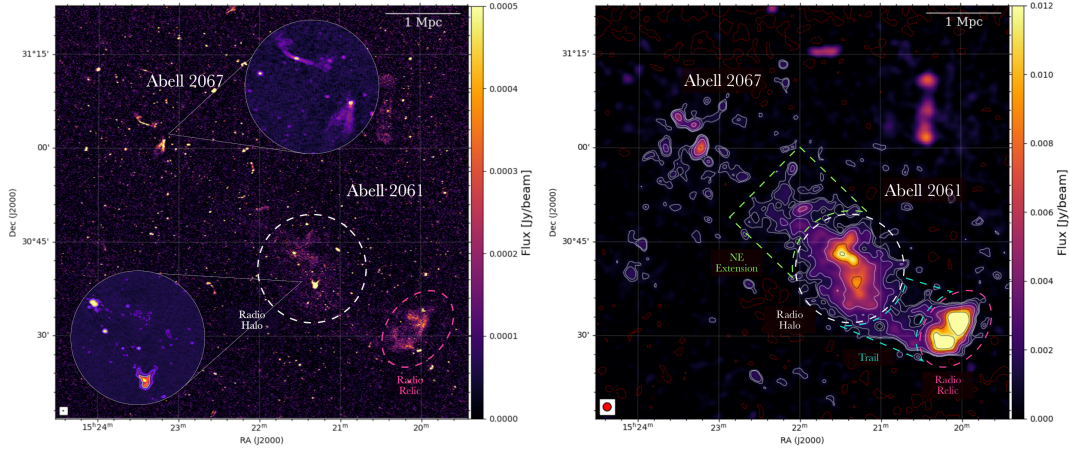 1 Mpc
Abell 2067
Abell 2061
Radio
Halo
Radio
Relic
31°15'
00'
30°45'
30'
15ʰ24ᵐ
23ᵐ
22ᵐ
21ᵐ
20ᵐ
RA (J2000)
Dec (J2000)
0.0005
0.0004
0.0003
0.0002
0.0001
0.0000
Flux [Jy/beam]
1 Mpc
Abell 2067
Abell 2061
NE
Extension
Radio
Halo
Trail
Radio
Relic
31°15'
00'
30°45'
30'
15ʰ24ᵐ
23ᵐ
22ᵐ
21ᵐ
20ᵐ
RA (J2000)
Dec (J2000)
0.012
0.010
0.008
0.006
0.004
0.002
0.000
Flux [Jy/beam]